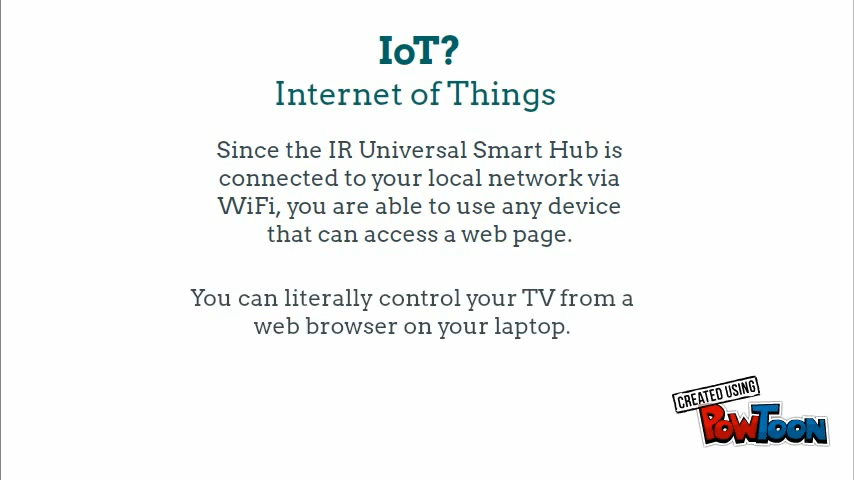 IoT?
Internet of Things
Since the IR Universal Smart Hub is
connected to your local network via
WiFi, you are able to use any device
that can access a web page.
You can literally control your TV from a
web browser on your laptop.
CREATED USING
POWTOON